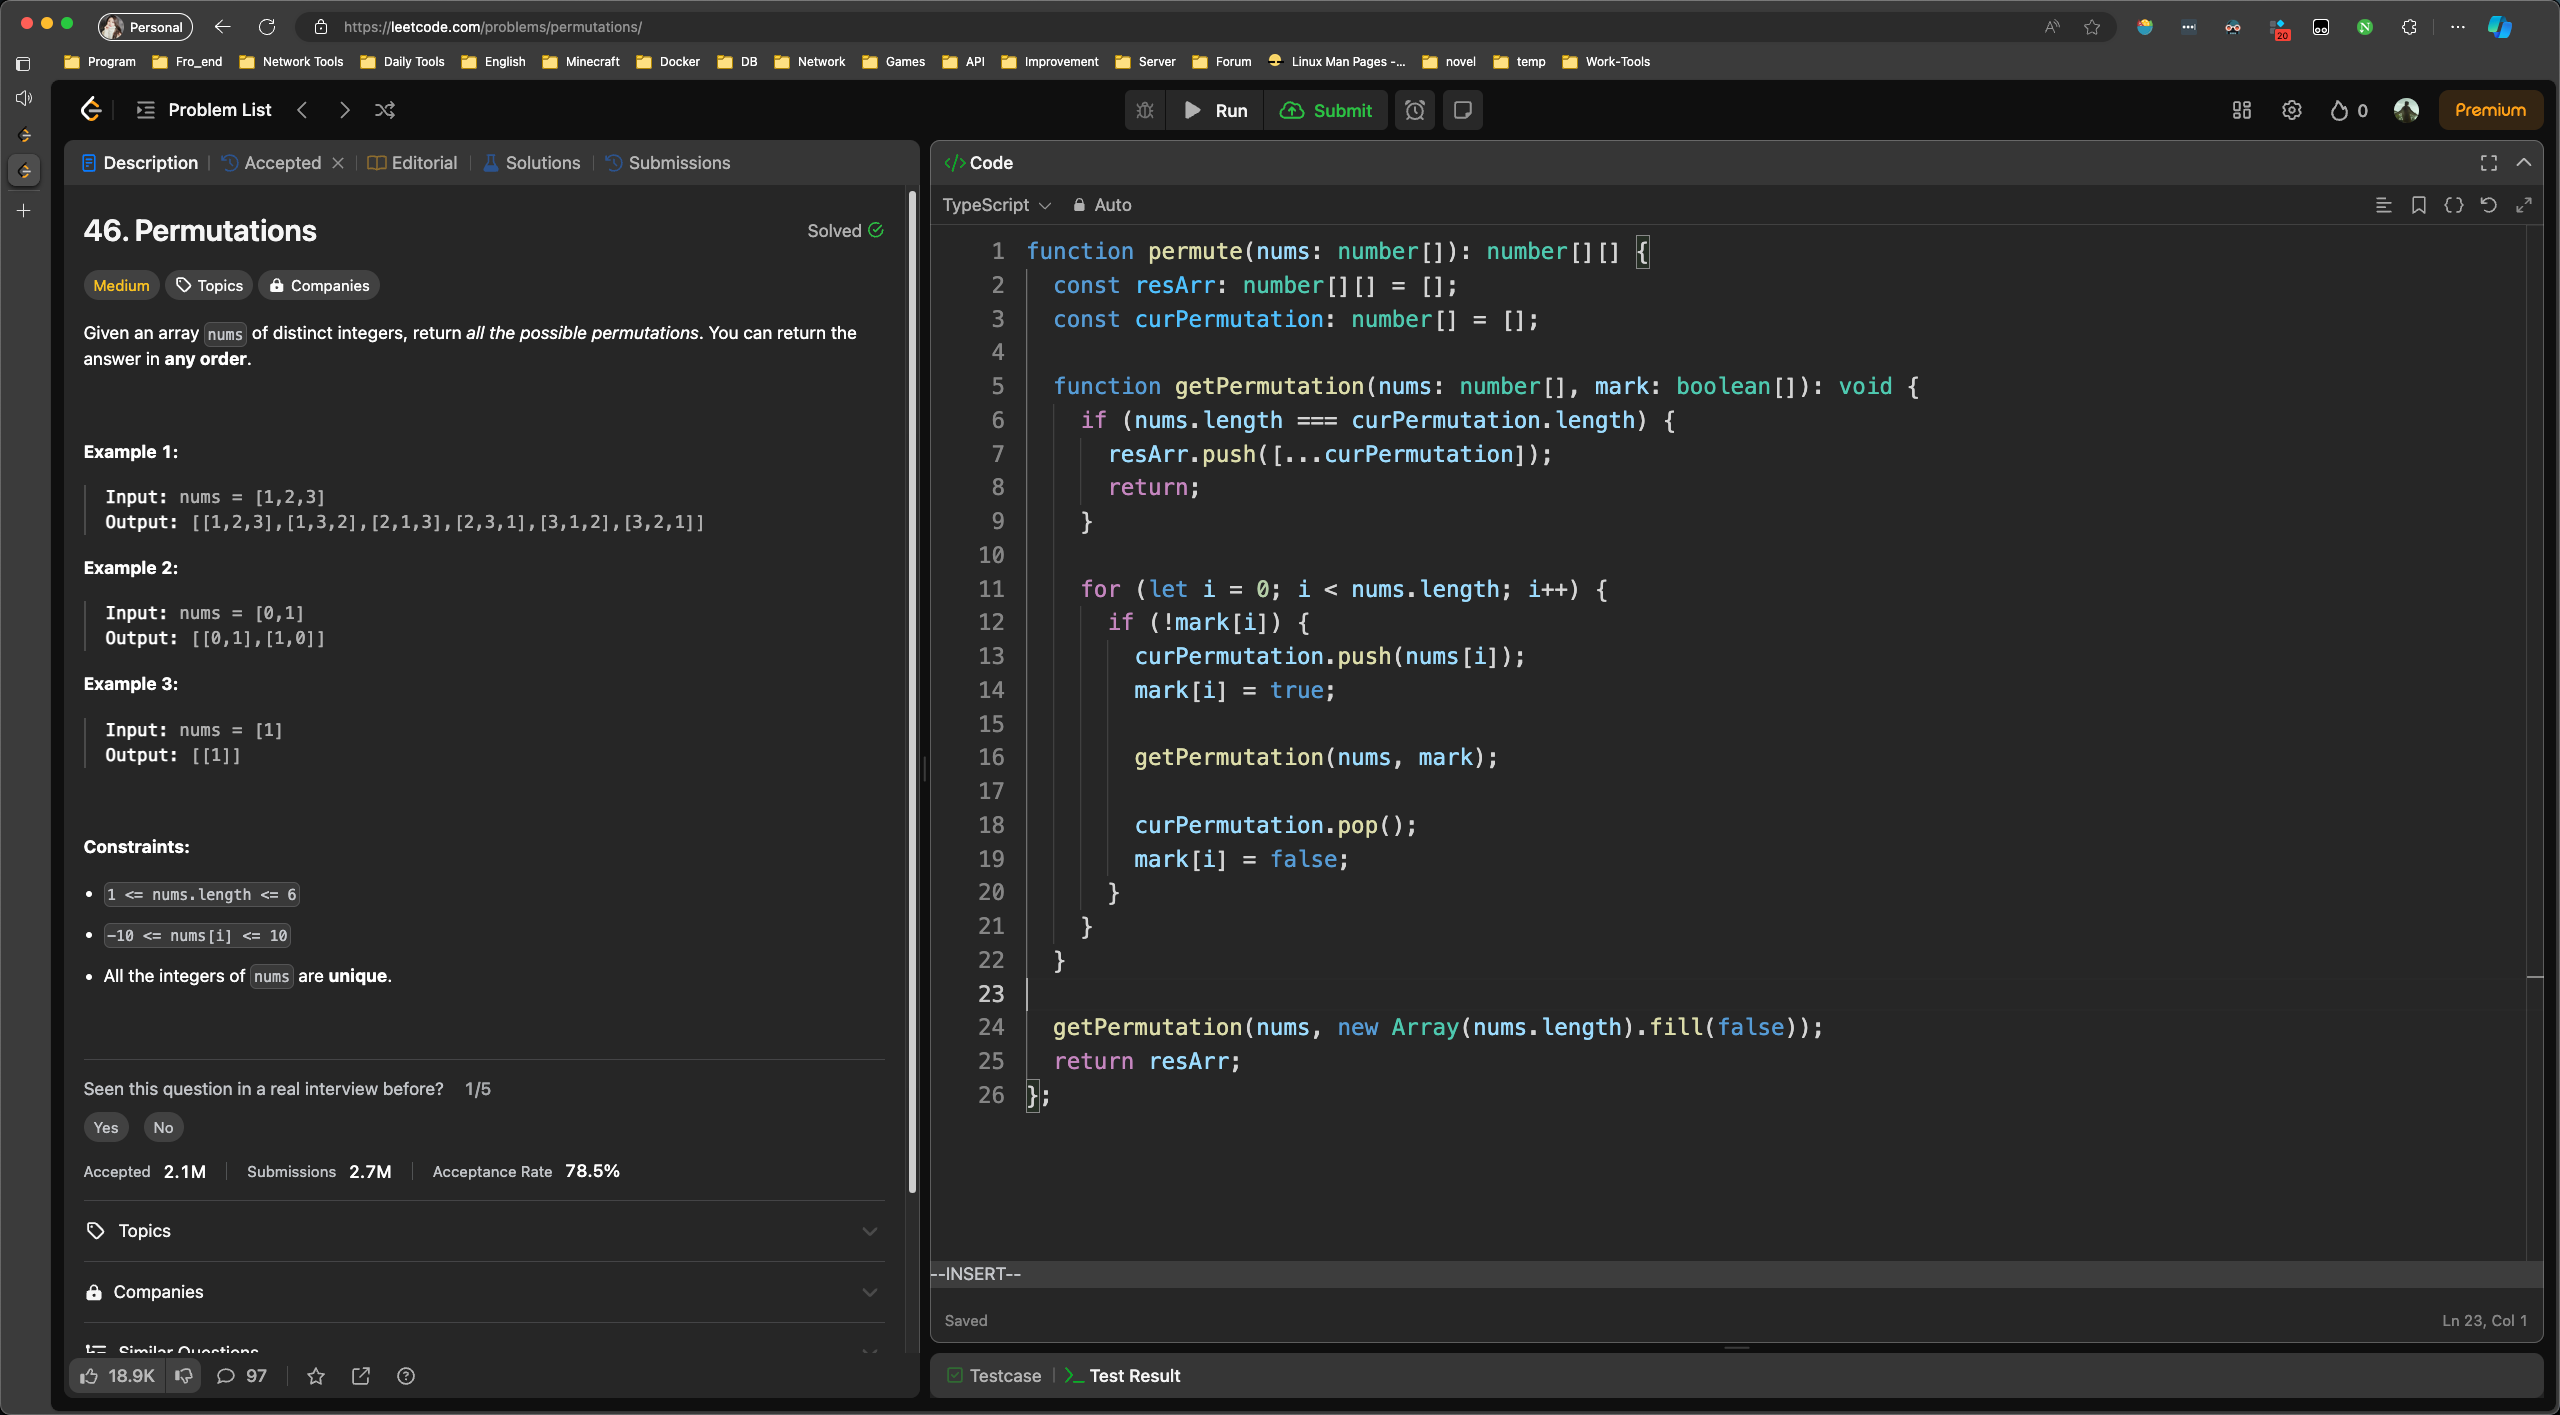 Personal
https://leetcode.com/problems/permutations/
20
Program Fro_end Network Tools Daily Tools English Minecraft Docker DB Network Games API Improvement Server Forum Linux Man Pages -... novel temp Work-Tools
Problem List
Run Submit
0 Premium
Description Accepted Editorial Solutions Submissions
46. Permutations
Solved
Medium Topics Companies
Given an array nums of distinct integers, return all the possible permutations. You can return the
answer in any order.
Example 1:
Input: nums = [1,2,3]
Output: [[1,2,3],[1,3,2],[2,1,3],[2,3,1],[3,1,2],[3,2,1]]
Example 2:
Input: nums = [0,1]
Output: [[0,1],[1,0]]
Example 3:
Input: nums = [1]
Output: [[1]]
Constraints:
1 <= nums.length <= 6
-10 <= nums[i] <= 10
All the integers of nums are unique.
Seen this question in a real interview before? 1/5
Yes No
Accepted 2.1M Submissions 2.7M Acceptance Rate 78.5%
Topics
Companies
Similar Questions
18.9K 97
</> Code
TypeScript Auto
1 function permute(nums: number[]): number[][] {
2 const resArr: number[][] = [];
3 const curPermutation: number[] = [];
4
5 function getPermutation(nums: number[], mark: boolean[]): void {
6 if (nums.length === curPermutation.length) {
7 resArr.push([...curPermutation]);
8 return;
9 }
10
11 for (let i = 0; i < nums.length; i++) {
12 if (!mark[i]) {
13 curPermutation.push(nums[i]);
14 mark[i] = true;
15
16 getPermutation(nums, mark);
17
18 curPermutation.pop();
19 mark[i] = false;
20 }
21 }
22 }
23
24 getPermutation(nums, new Array(nums.length).fill(false));
25 return resArr;
26 };
--INSERT--
Saved
Ln 23, Col 1
Testcase Test Result